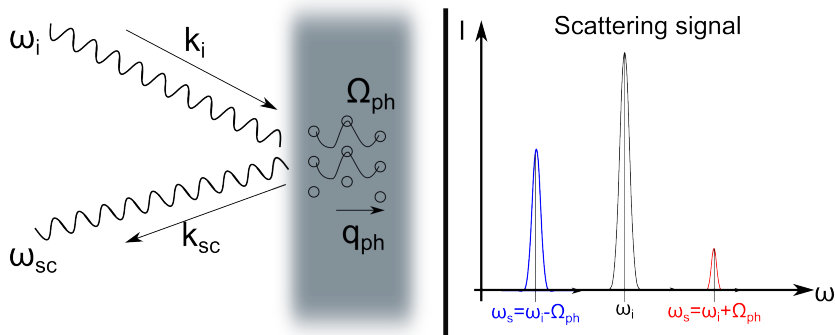 ωᵢ
kᵢ
Ωₚₕ
qₚₕ
ωsc
ksc
I
Scattering signal
ω
ωₛ=ωᵢ-Ωₚₕ
ωᵢ
ωₛ=ωᵢ+Ωₚₕ